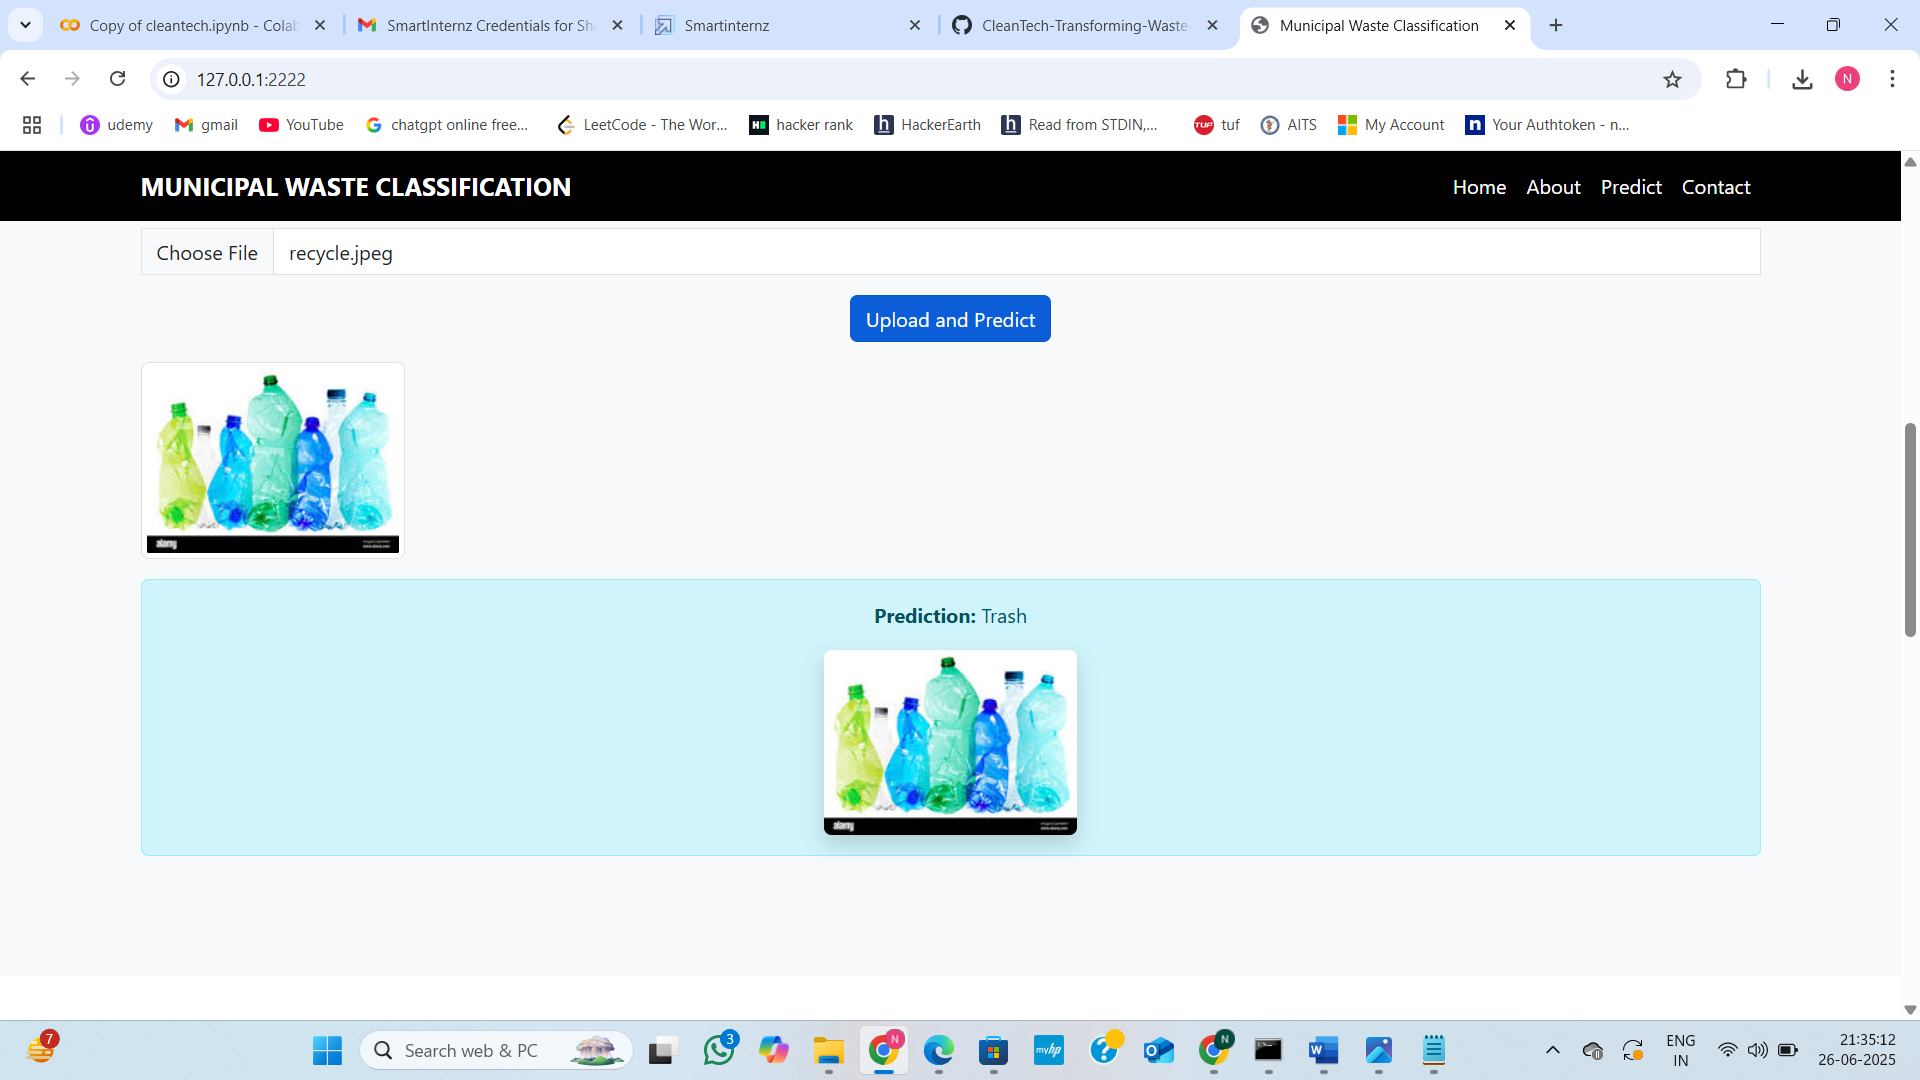 Copy of cleantech.ipynb - Colab
SmartInternz Credentials for Sh
Smartinternz
CleanTech-Transforming-Waste-
Municipal Waste Classification
127.0.0.1:2222
N
udemy
gmail
YouTube
chatgpt online free...
LeetCode - The Wor...
hacker rank
HackerEarth
Read from STDIN,...
tuf
AITS
My Account
Your Authtoken - n...
MUNICIPAL WASTE CLASSIFICATION
Home
About
Predict
Contact
Choose File
recycle.jpeg
Upload and Predict
alamy
Prediction: Trash
alamy
7
Search web & PC
3
N
myhp
N
ENG
IN
21:35:12
26-06-2025